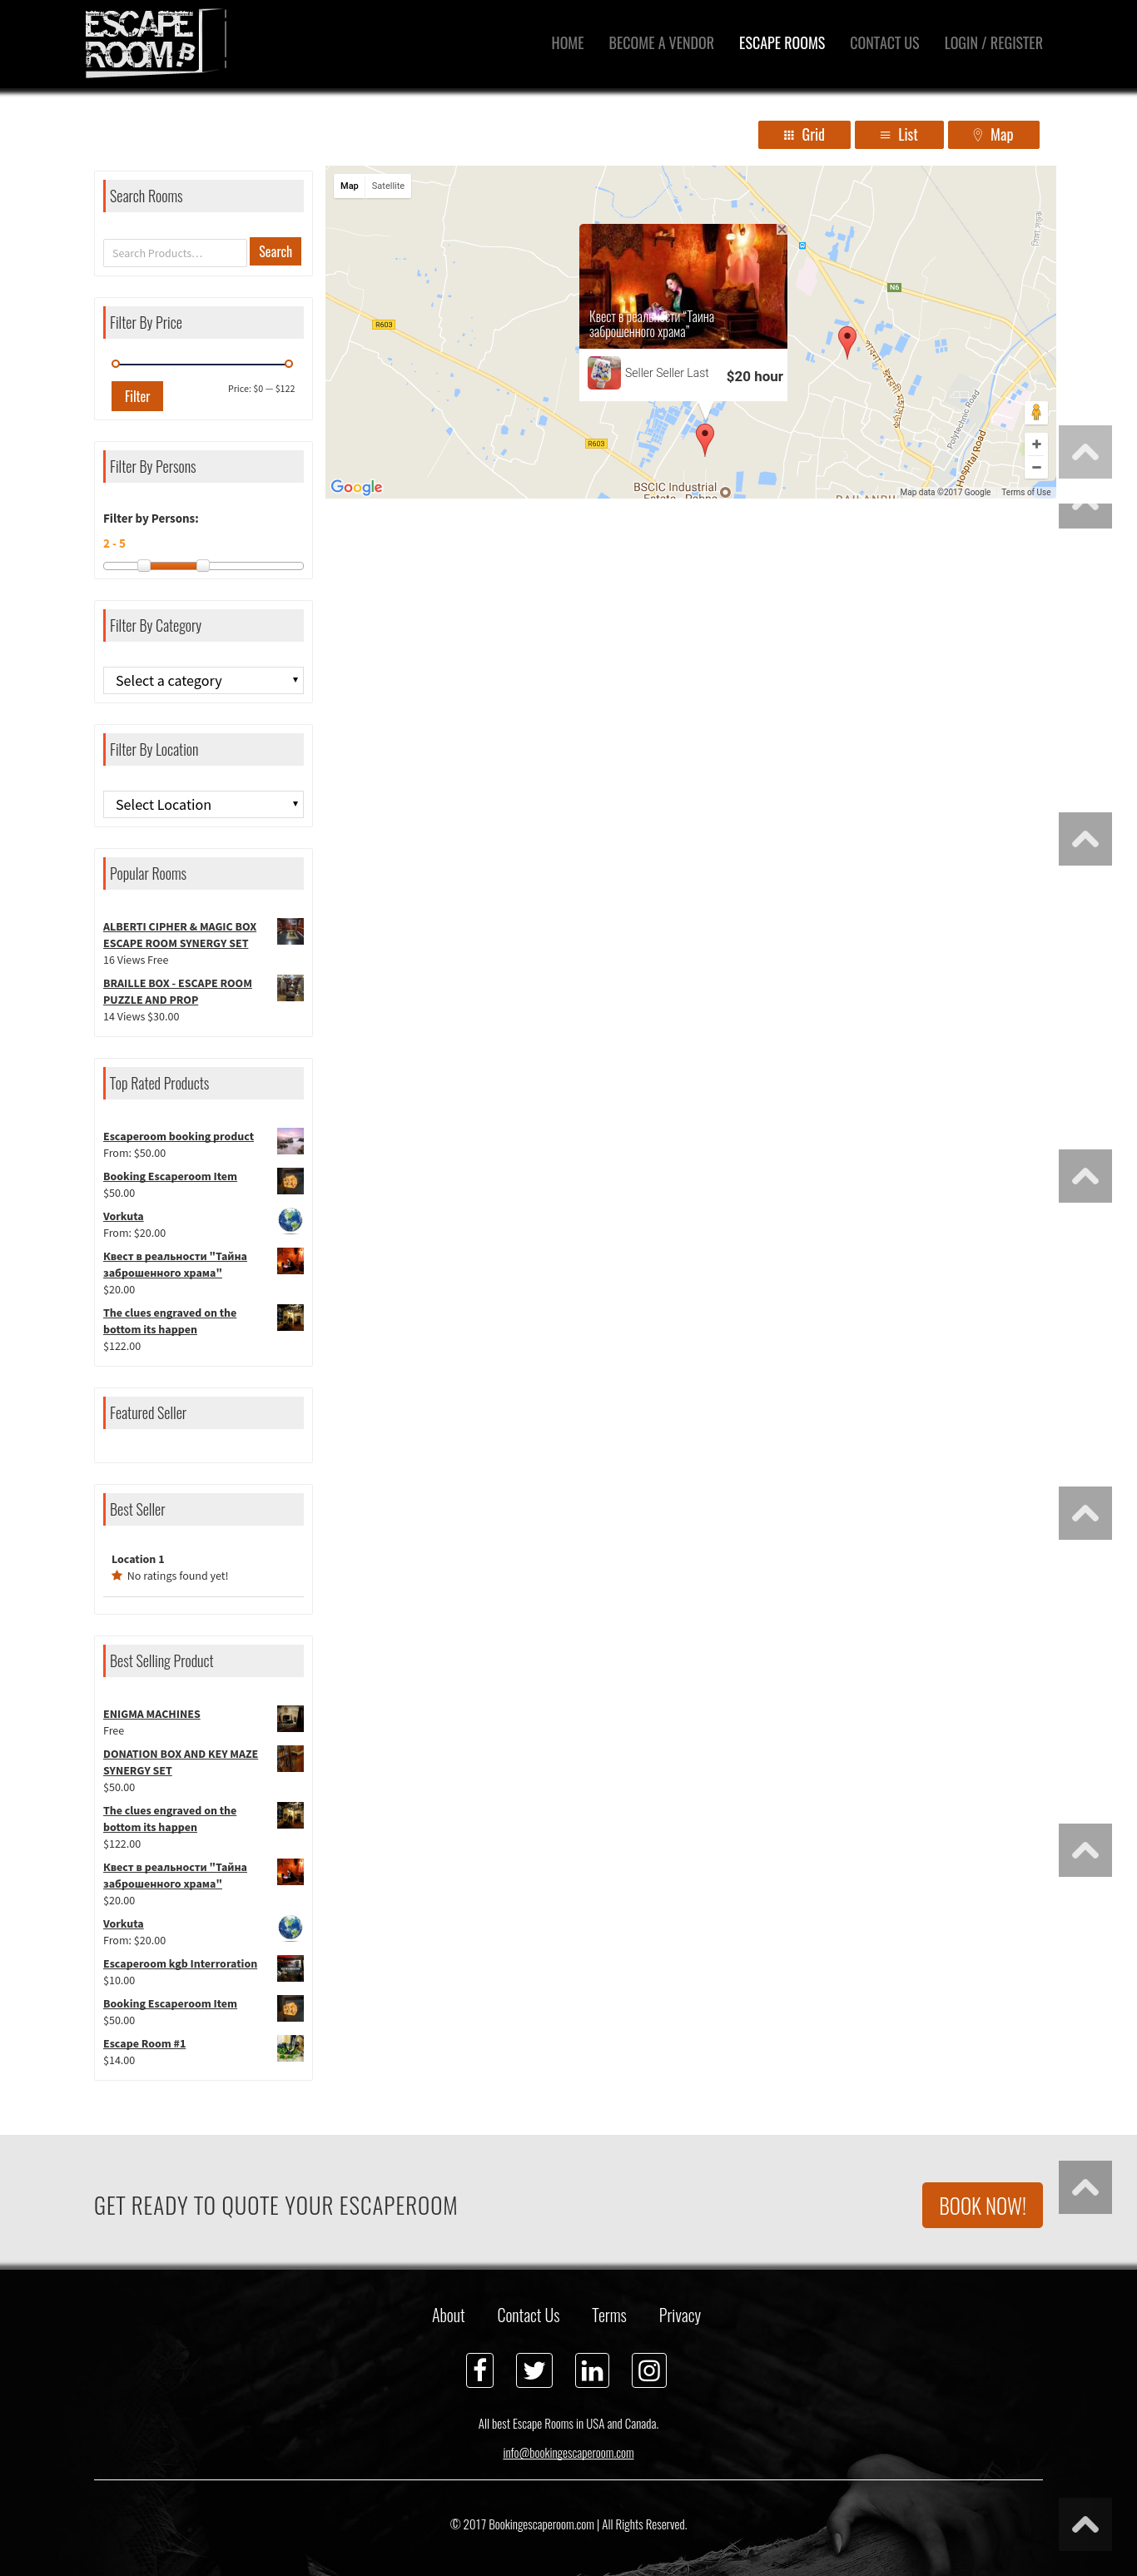 ESCAPE
ROOM.B
HOME BECOME A VENDOR ESCAPE ROOMS CONTACT US LOGIN / REGISTER
Grid List Map
Search Rooms
Search Products... Search
Filter By Price
Filter Price: $0 — $122
Filter By Persons
Filter by Persons:
2 - 5
Filter By Category
Select a category
Filter By Location
Select Location
Popular Rooms
ALBERTI CIPHER & MAGIC BOX
ESCAPE ROOM SYNERGY SET
16 Views Free
BRAILLE BOX - ESCAPE ROOM
PUZZLE AND PROP
14 Views $30.00
Top Rated Products
Escaperoom booking product
From: $50.00
Booking Escaperoom Item
$50.00
Vorkuta
From: $20.00
Квест в реальности "Тайна
заброшенного храма"
$20.00
The clues engraved on the
bottom its happen
$122.00
Featured Seller
Best Seller
Location 1
No ratings found yet!
Best Selling Product
ENIGMA MACHINES
Free
DONATION BOX AND KEY MAZE
SYNERGY SET
$50.00
The clues engraved on the
bottom its happen
$122.00
Квест в реальности "Тайна
заброшенного храма"
$20.00
Vorkuta
From: $20.00
Escaperoom kgb Interroration
$10.00
Booking Escaperoom Item
$50.00
Escape Room #1
$14.00
Map Satellite
Квест в реальности "Тайна
заброшенного храма"
Seller Seller Last $20 hour
R603
N6
R603
Polytechnic Road
Hospital Road
BSCIC Industrial
Estate, Pabna
Google
Map data ©2017 Google Terms of Use
GET READY TO QUOTE YOUR ESCAPEROOM
BOOK NOW!
About Contact Us Terms Privacy
All best Escape Rooms in USA and Canada.
info@bookingescaperoom.com
© 2017 Bookingescaperoom.com | All Rights Reserved.